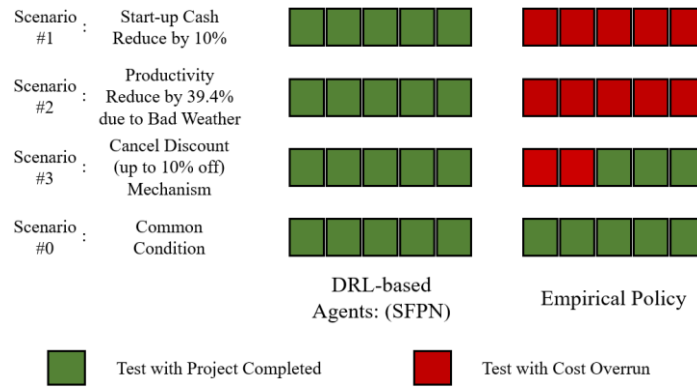 Scenario #1 : Start-up Cash Reduce by 10%
Scenario #2 : Productivity Reduce by 39.4% due to Bad Weather
Scenario #3 : Cancel Discount (up to 10% off) Mechanism
Scenario #0 : Common Condition
DRL-based
Agents: (SFPN)
Empirical Policy
Test with Project Completed
Test with Cost Overrun